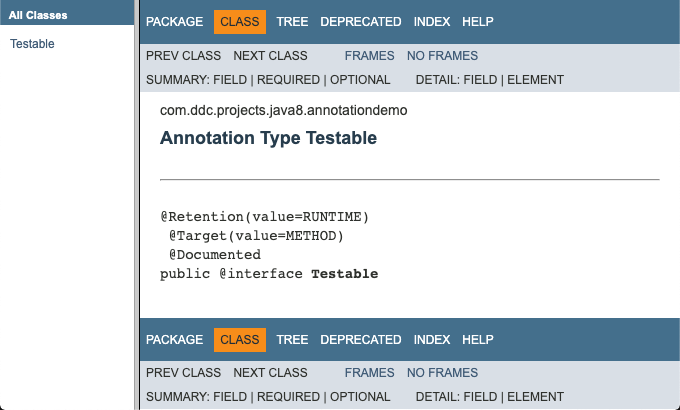 All Classes
Testable
PACKAGE CLASS TREE DEPRECATED INDEX HELP
PREV CLASS NEXT CLASS FRAMES NO FRAMES
SUMMARY: FIELD | REQUIRED | OPTIONAL DETAIL: FIELD | ELEMENT
com.ddc.projects.java8.annotationdemo
Annotation Type Testable
@Retention(value=RUNTIME)
@Target(value=METHOD)
@Documented
public @interface Testable
PACKAGE CLASS TREE DEPRECATED INDEX HELP
PREV CLASS NEXT CLASS FRAMES NO FRAMES
SUMMARY: FIELD | REQUIRED | OPTIONAL DETAIL: FIELD | ELEMENT